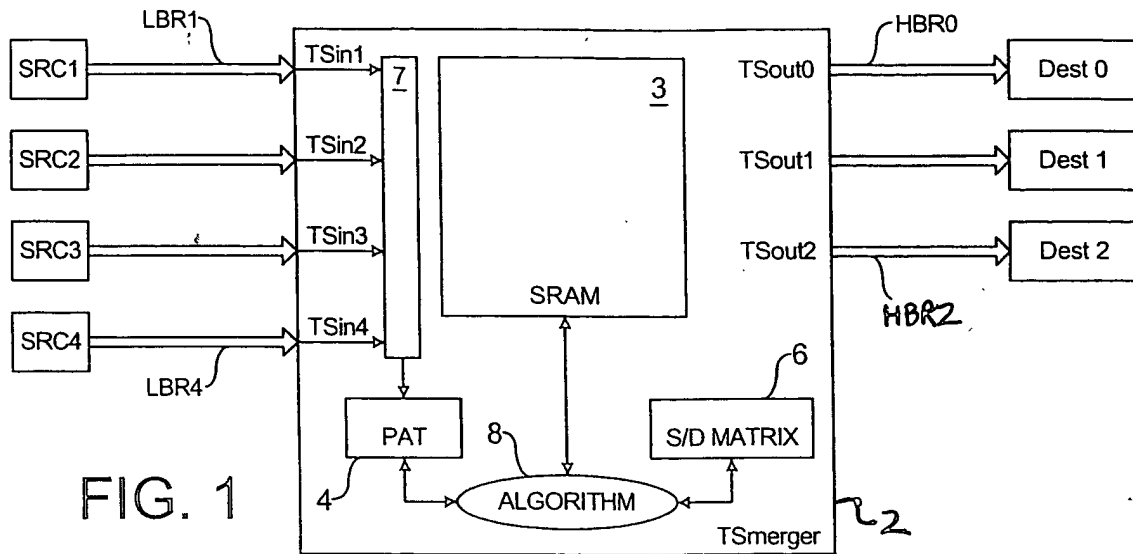 LBR1
HBR0
SRC1
TSin1
7
3
TSout0
Dest 0
SRC2
TSin2
TSout1
Dest 1
SRC3
TSin3
TSout2
Dest 2
SRAM
HBR2
SRC4
TSin4
LBR4
6
PAT
S/D MATRIX
8
4
FIG. 1
ALGORITHM
2
TSmerger